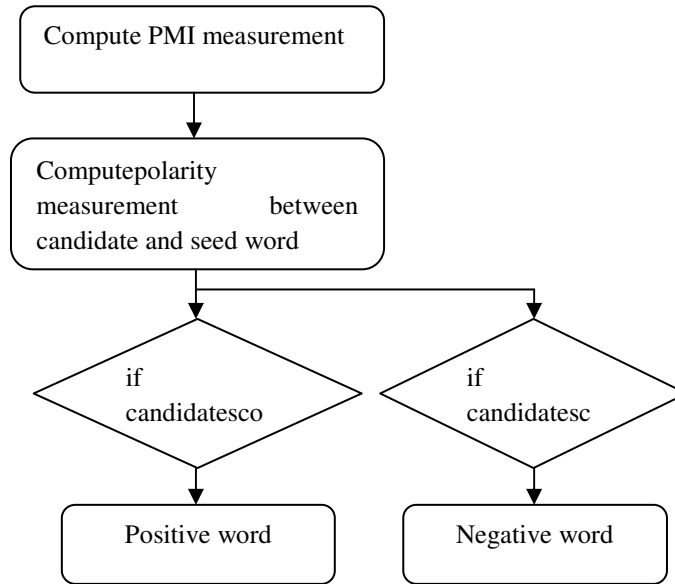 Compute PMI measurement
Computepolarity
measurement between
candidate and seed word
if
candidatesco
if
candidatesc
Positive word
Negative word